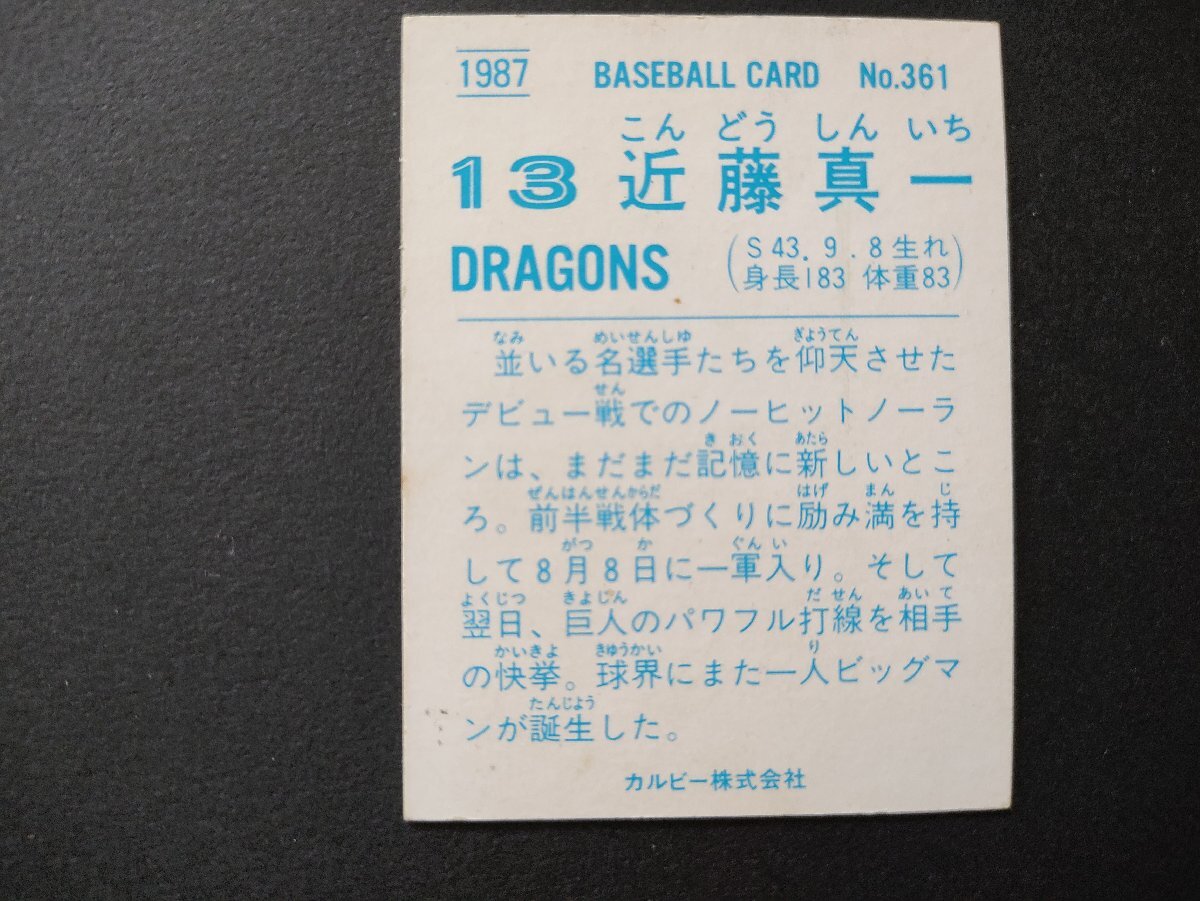 1987 BASEBALL CARD No.361
こん どう しん いち
13 近藤真一
DRAGONS
(S43.9.8生れ
身長183 体重83)
なみ めいせんしゆ ぎょうてん
並いる名選手たちを仰天させた
せん
デビュー戦でのノーヒットノーラ
き おく あたら
ンは、まだまだ記憶に新しいとこ
ぜんはんせんからだ はげ まん じ
ろ。前半戦体づくりに励み満を持
がつ か ぐん い
して8月8日に一軍入り。そして
よくじつ きよじん だ せん あいて
翌日、巨人のパワフル打線を相手
かいきよ きゆうかい り
の快挙。球界にまた一人ビッグマ
たんじよう
ンが誕生した。
カルビー株式会社